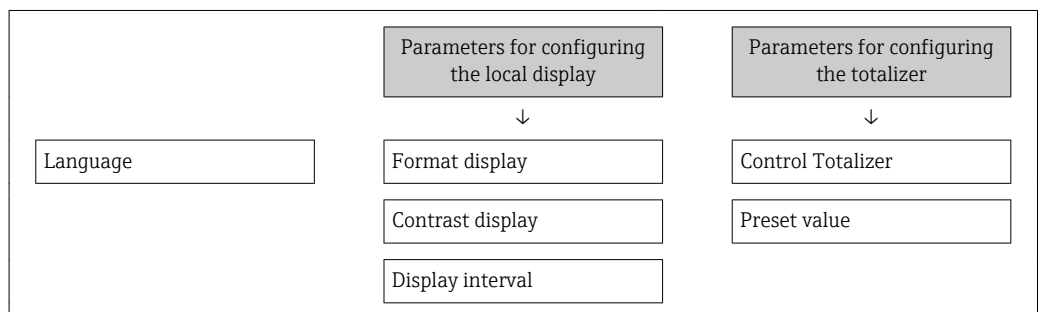 Parameters for configuring
the local display
Parameters for configuring
the totalizer
↓
↓
Language
Format display
Control Totalizer
Contrast display
Preset value
Display interval